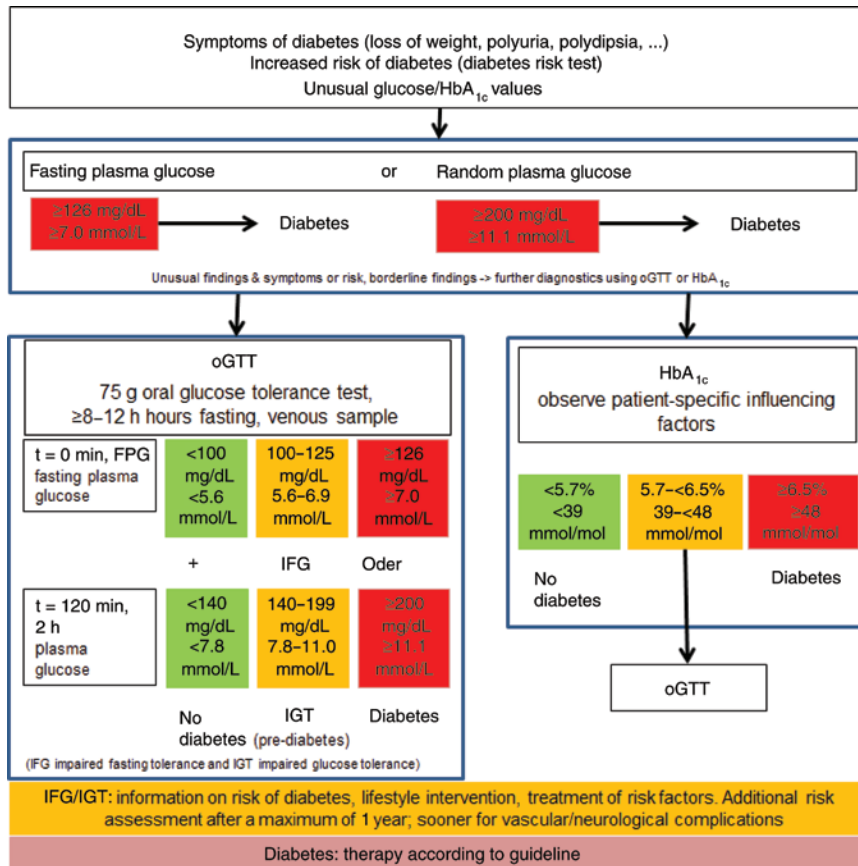 Symptoms of diabetes (loss of weight, polyuria, polydipsia, ...)
Increased risk of diabetes (diabetes risk test)
Unusual glucose/HbA1c values
Fasting plasma glucose or Random plasma glucose
≥126 mg/dL
≥7.0 mmol/L
Diabetes
≥200 mg/dL
≥11.1 mmol/L
Diabetes
Unusual findings & symptoms or risk, borderline findings -> further diagnostics using oGTT or HbA1c
oGTT
75 g oral glucose tolerance test,
≥8–12 h hours fasting, venous sample
t = 0 min, FPG
fasting plasma
glucose
<100
mg/dL
<5.6
mmol/L
100–125
mg/dL
5.6–6.9
mmol/L
≥126
mg/dL
≥7.0
mmol/L
+ IFG Oder
t = 120 min,
2 h
plasma
glucose
<140
mg/dL
<7.8
mmol/L
140–199
mg/dL
7.8–11.0
mmol/L
≥200
mg/dL
≥11.1
mmol/L
No
diabetes
IGT
(pre-diabetes)
Diabetes
(IFG impaired fasting tolerance and IGT impaired glucose tolerance)
HbA1c
observe patient-specific influencing
factors
<5.7%
<39
mmol/mol
5.7–<6.5%
39–<48
mmol/mol
≥6.5%
≥48
mmol/mol
No
diabetes
Diabetes
oGTT
IFG/IGT: information on risk of diabetes, lifestyle intervention, treatment of risk factors. Additional risk
assessment after a maximum of 1 year; sooner for vascular/neurological complications
Diabetes: therapy according to guideline